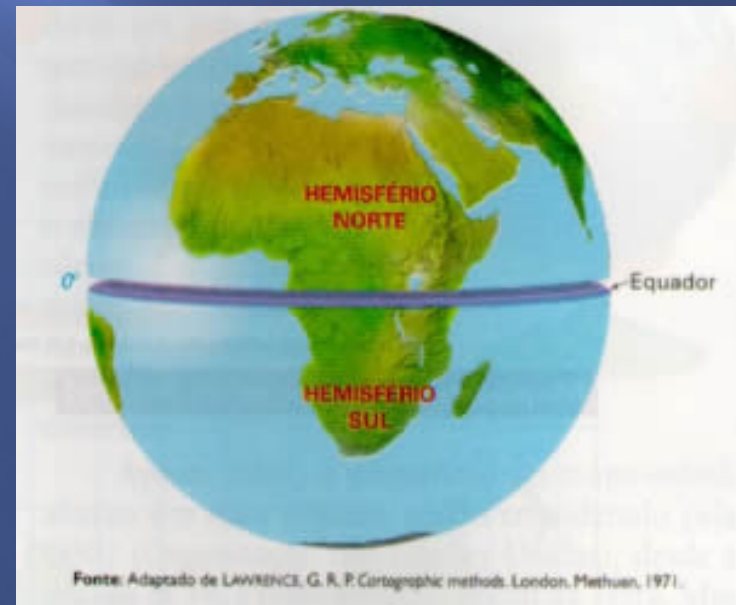 HEMISFÉRIO
NORTE
0°
Equador
HEMISFÉRIO
SUL
Fonte: Adaptado de LAWRENCE, G. R. P. Cartographic methods. London, Methuen, 1971.